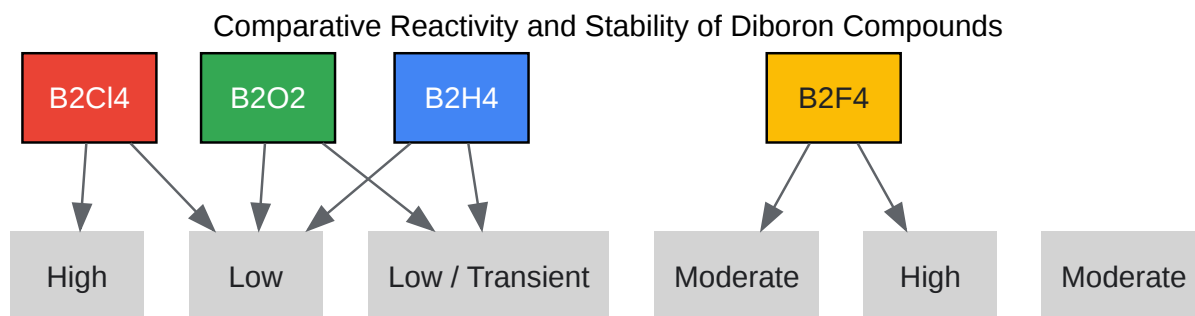 Comparative Reactivity and Stability of Diboron Compounds
B2Cl4
B2O2
B2H4
B2F4
High
Low
Low / Transient
Moderate
High
Moderate